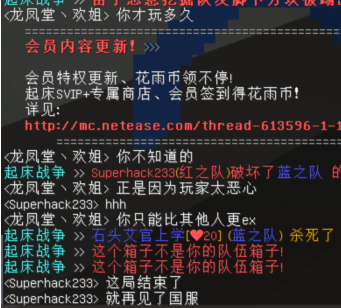 <龙凤堂丶欢姐> 你才玩多久
会员内容更新! >>>
会员特权更新、花雨币领不停!
起床SVIP+专属商店、会员签到得花雨币!
详见:
http://mc.netease.com/thread-613596-1-1
<龙凤堂丶欢姐> 你不知道的
起床战争 >> Superhack233(红之队)破坏了蓝之队 的
<龙凤堂丶欢姐> 正是因为玩家太恶心
<Superhack233> hhh
<龙凤堂丶欢姐> 你只能比其他人更ex
起床战争 >> 石头艾官上学[❤20] (蓝之队) 杀死了
起床战争 >> 这个箱子不是你的队伍箱子!
起床战争 >> 这个箱子不是你的队伍箱子!
<Superhack233> 这局结束了
<Superhack233> 就再见了国服